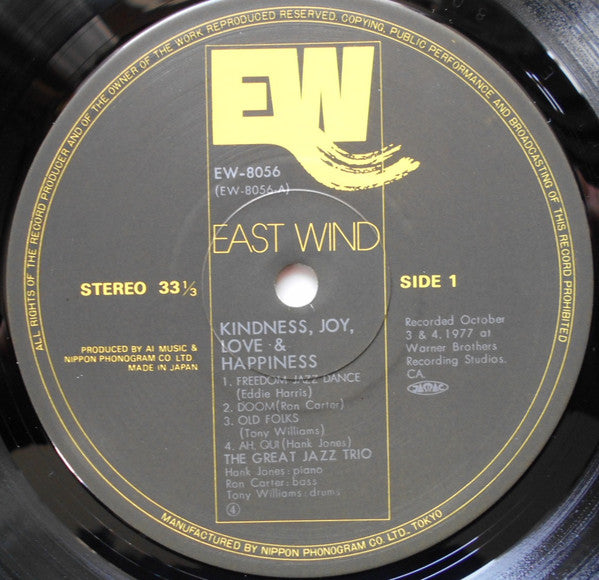 ALL RIGHTS OF THE RECORD PRODUCER AND OF THE OWNER OF THE WORK REPRODUCED RESERVED. COPYING, PUBLIC PERFORMANCE AND BROADCASTING OF THIS RECORD PROHIBITED
EW
EW-8056
(EW-8056-A)
EAST WIND
STEREO 33⅓
SIDE 1
PRODUCED BY AI MUSIC &
NIPPON PHONOGRAM CO. LTD
MADE IN JAPAN
KINDNESS, JOY,
LOVE &
HAPPINESS
1. FREEDOM JAZZ DANCE
(Eddie Harris)
2. DOOM(Ron Carter)
3. OLD FOLKS
(Tony Williams)
4. AH, OUI(Hank Jones)
THE GREAT JAZZ TRIO
Hank Jones:piano
Ron Carter:bass
Tony Williams:drums
④
Recorded October
3 & 4, 1977 at
Warner Brothers
Recording Studios,
CA.
JASRAC
MANUFACTURED BY NIPPON PHONOGRAM CO. LTD., TOKYO